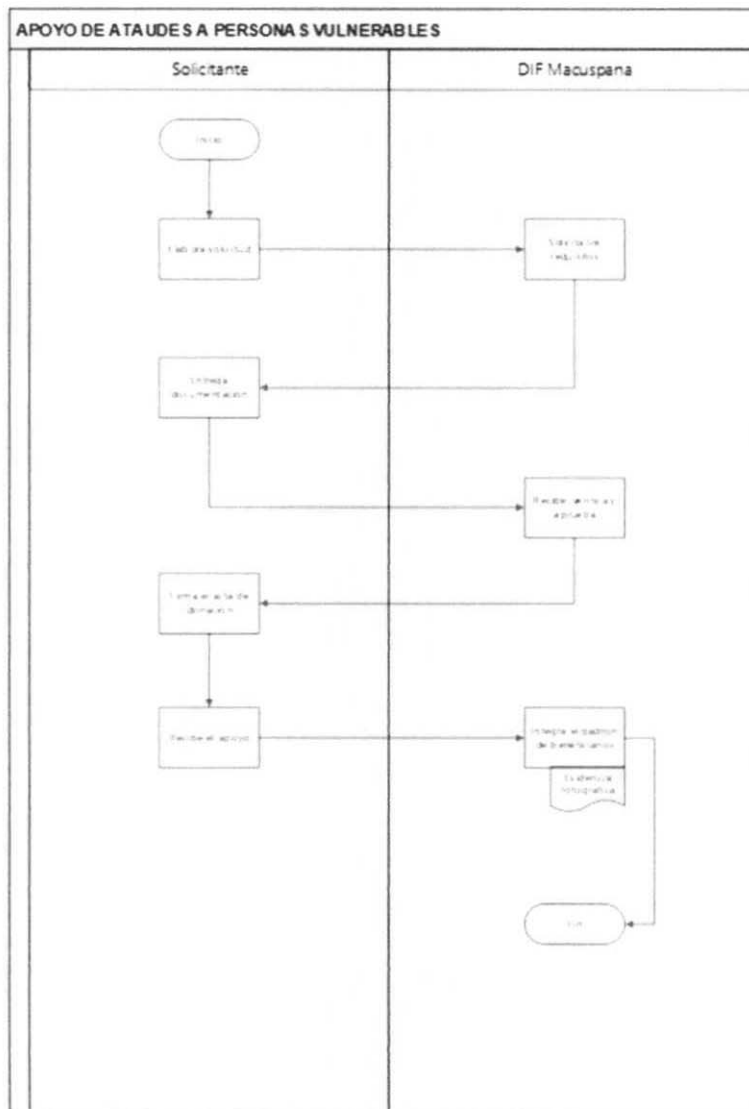 APOYO DE ATAUDES A PERSONAS VULNERABLES
Solicitante
DIF Macuspana
Inicio
solicitud
requisitos
Entrega
documentación
Firma el acta de
donación
Recibe el apoyo
Integra el padrón
de beneficiarios
Evidencia
fotográfica
Fin